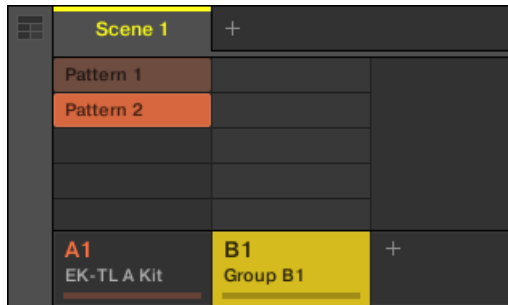 Scene 1 +
Pattern 1
Pattern 2
A1 B1 +
EK-TL A Kit Group B1